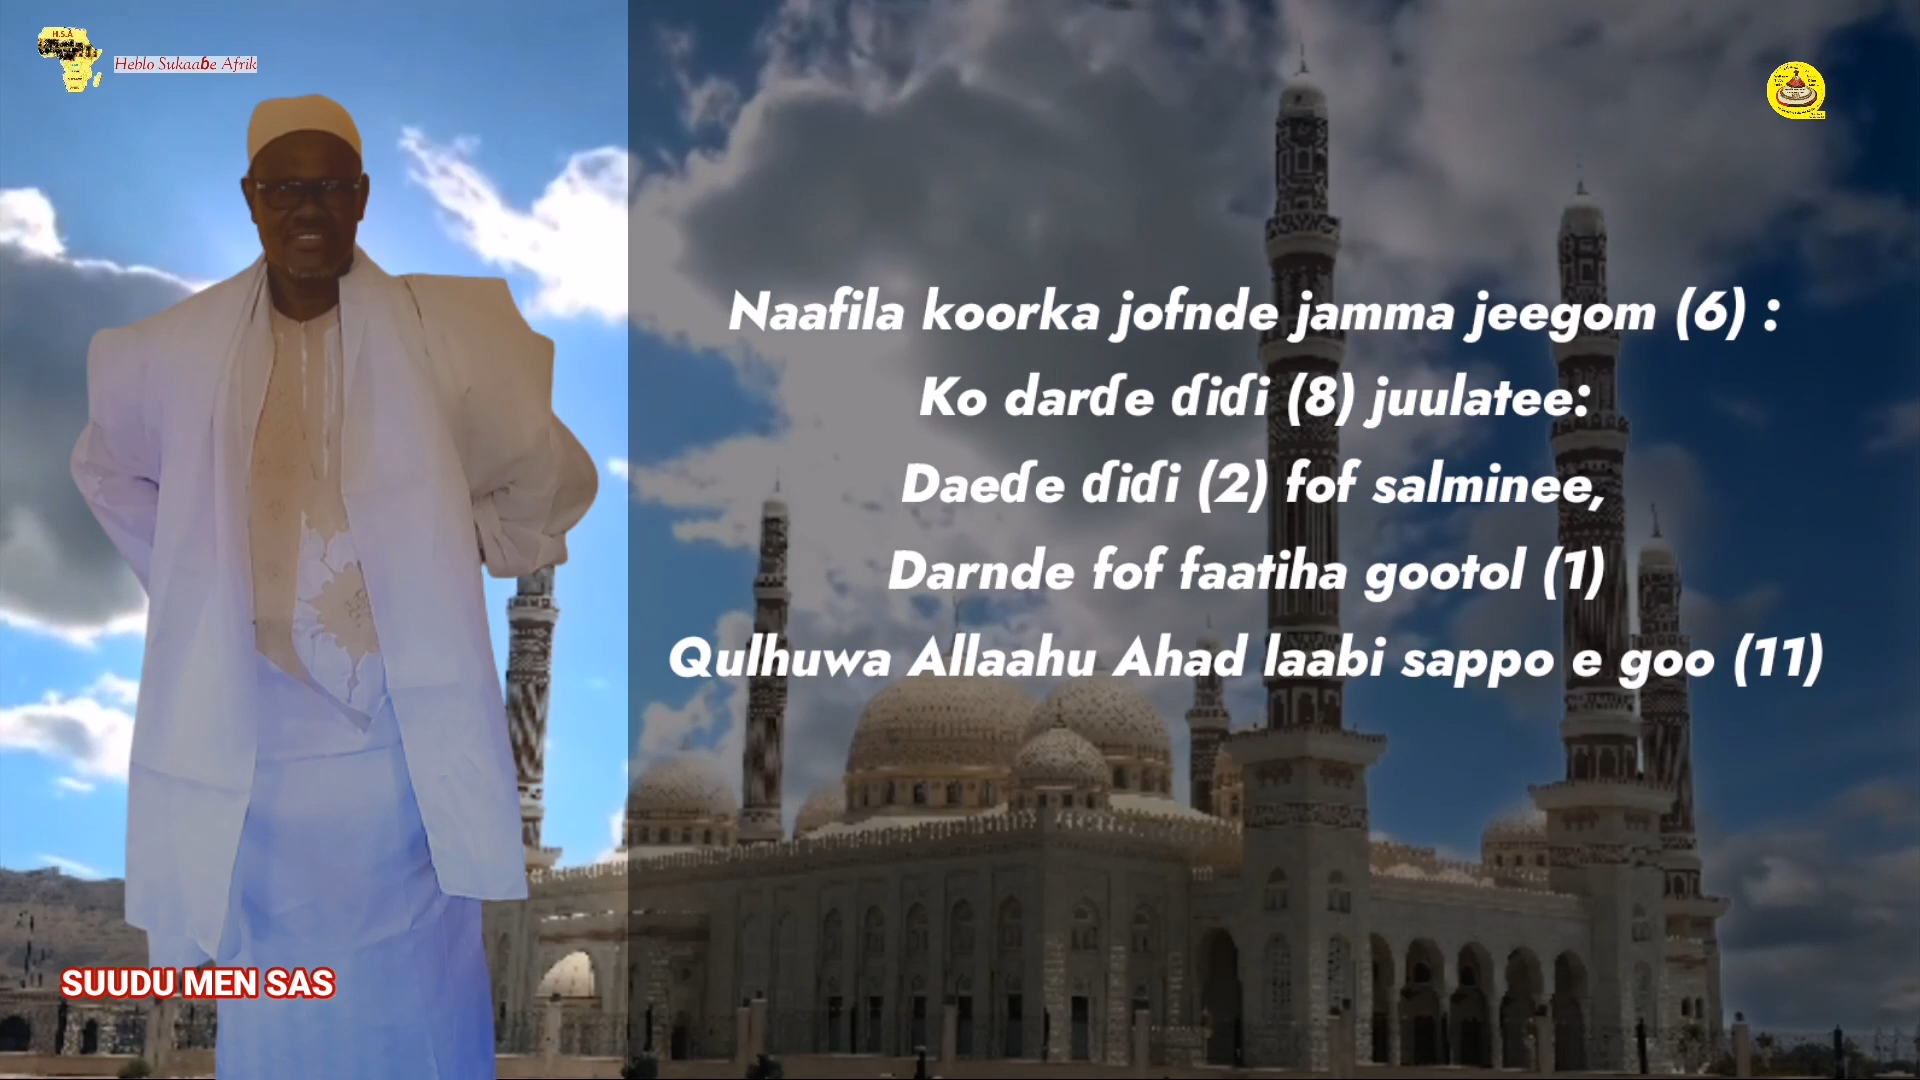 H.S.A
Heblo Sukaaɓe Afrik
Naafila koorka jofnde jamma jeegom (6) :
Ko darɗe ɗiɗi (8) juulatee:
Daeɗe ɗiɗi (2) fof salminee,
Darnde fof faatiha gootol (1)
Qulhuwa Allaahu Ahad laabi sappo e goo (11)
SUUDU MEN SAS